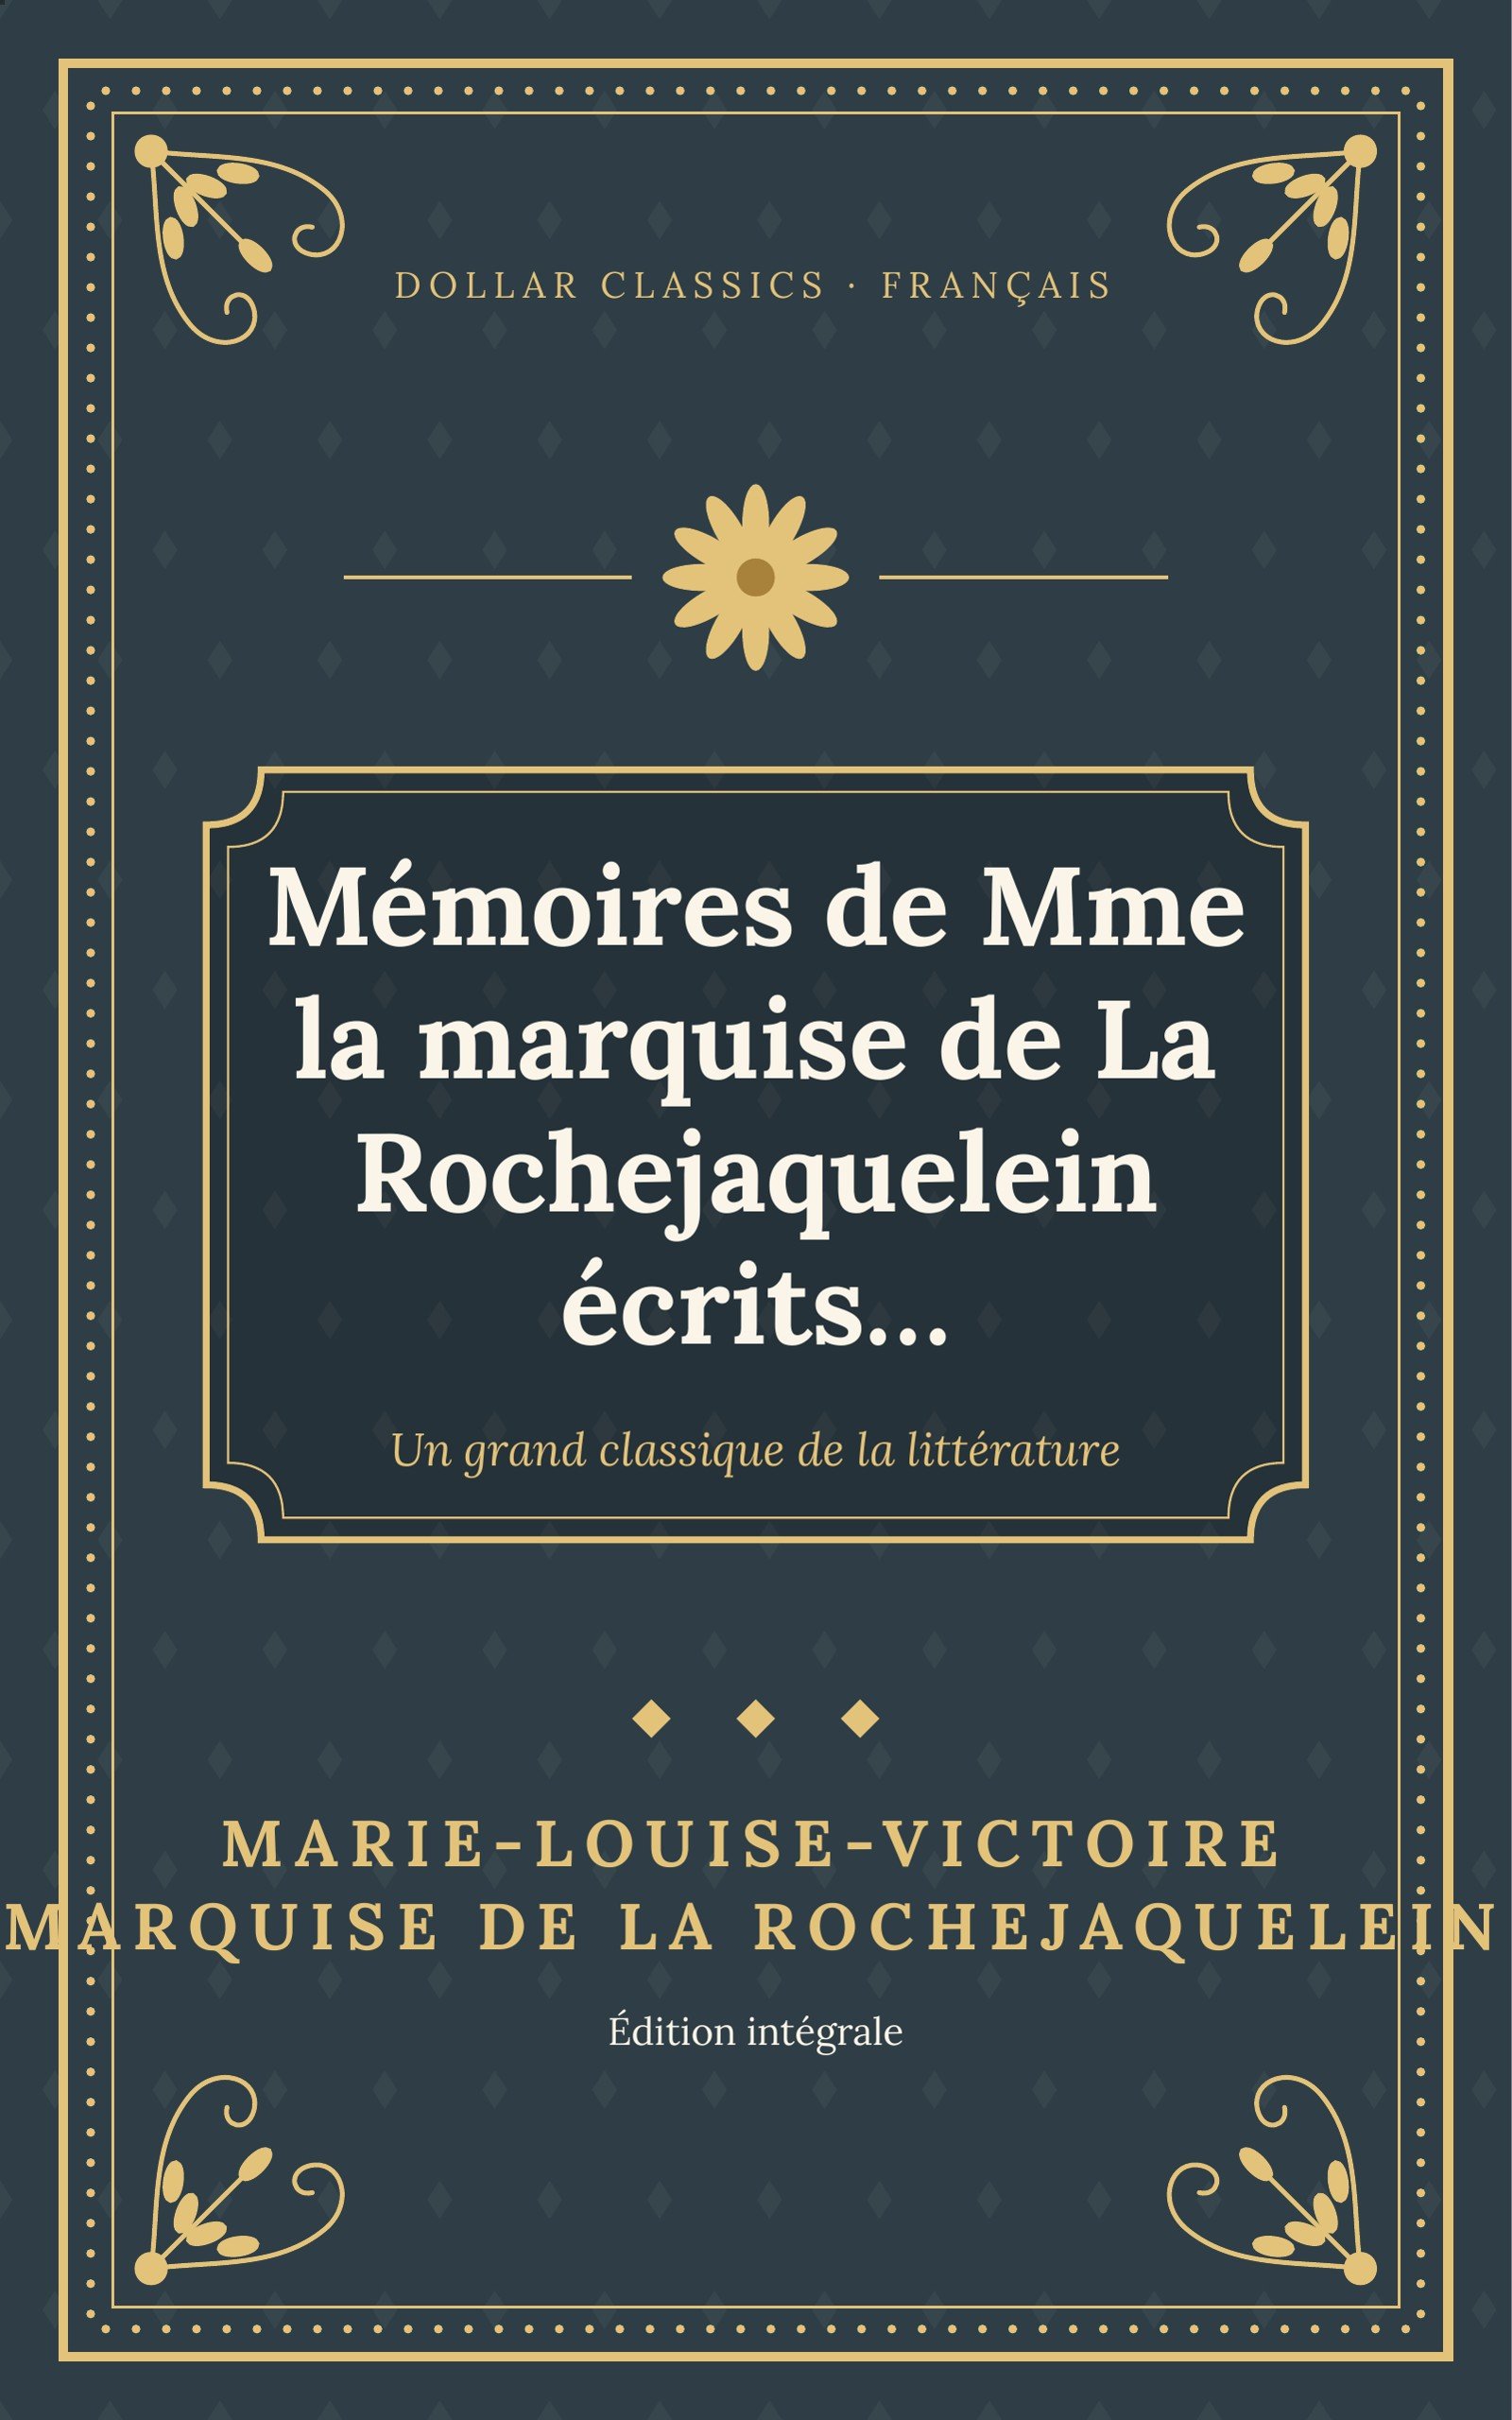 DOLLAR CLASSICS · FRANÇAIS
Mémoires de Mme
la marquise de La
Rochejaquelein
écrits...
Un grand classique de la littérature
MARIE-LOUISE-VICTOIRE
MARQUISE DE LA ROCHEJAQUELEIN
Édition intégrale